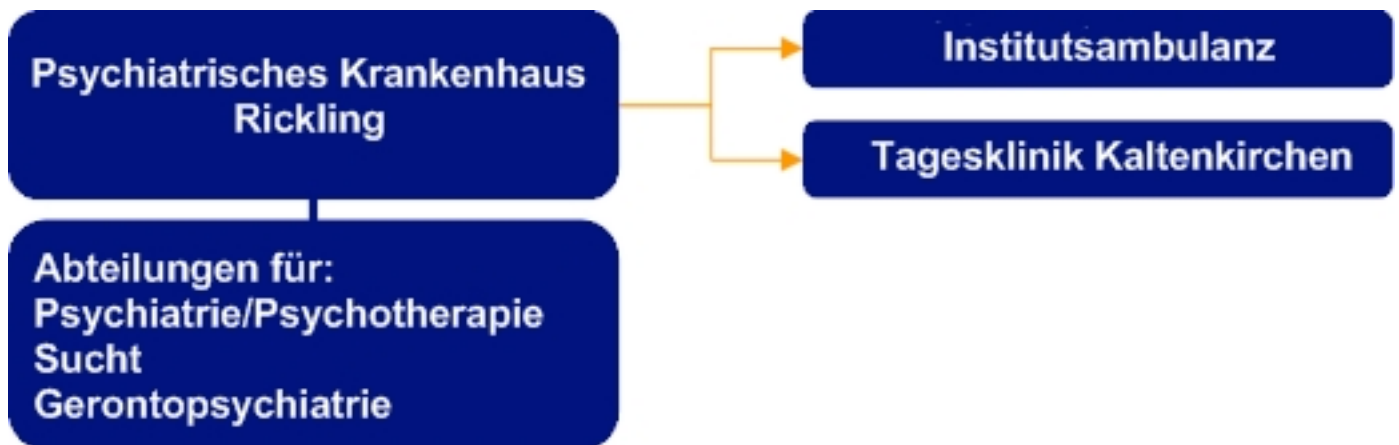 Psychiatrisches Krankenhaus
Rickling
Institutsambulanz
Tagesklinik Kaltenkirchen
Abteilungen für:
Psychiatrie/Psychotherapie
Sucht
Gerontopsychiatrie